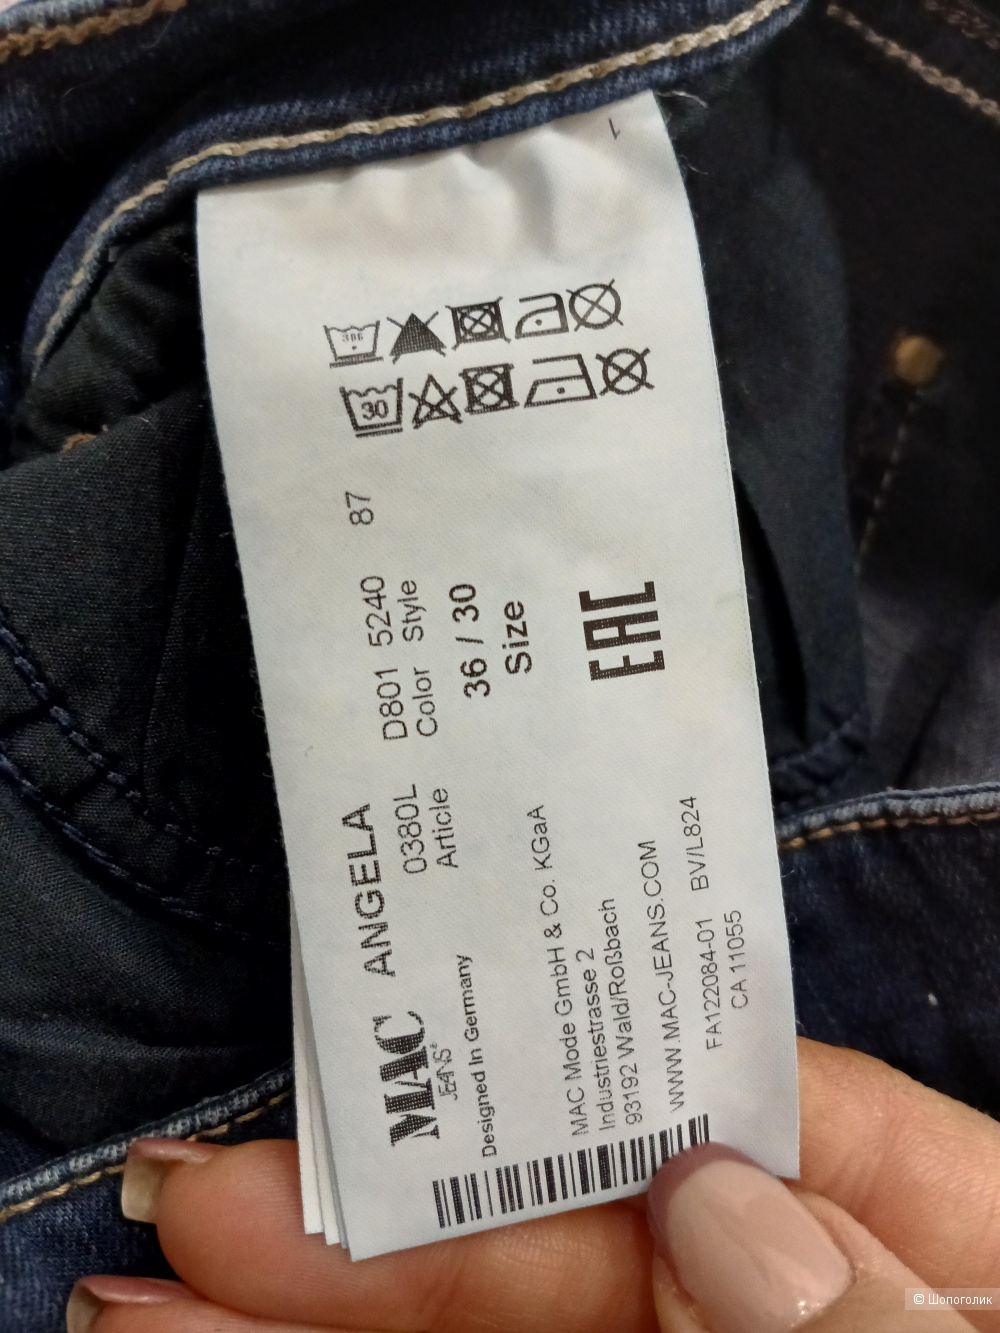 MAC ANGELA
JEANS
Designed In Germany
0380L D801 5240 87
Article Color Style
36 / 30
Size
EAC
MAC Mode GmbH & Co. KGaA
Industriestrasse 2
93192 Wald/Roßbach
WWW.MAC-JEANS.COM
FA122084-01 BV/L824
CA 11055
30
1
© Шопоголик